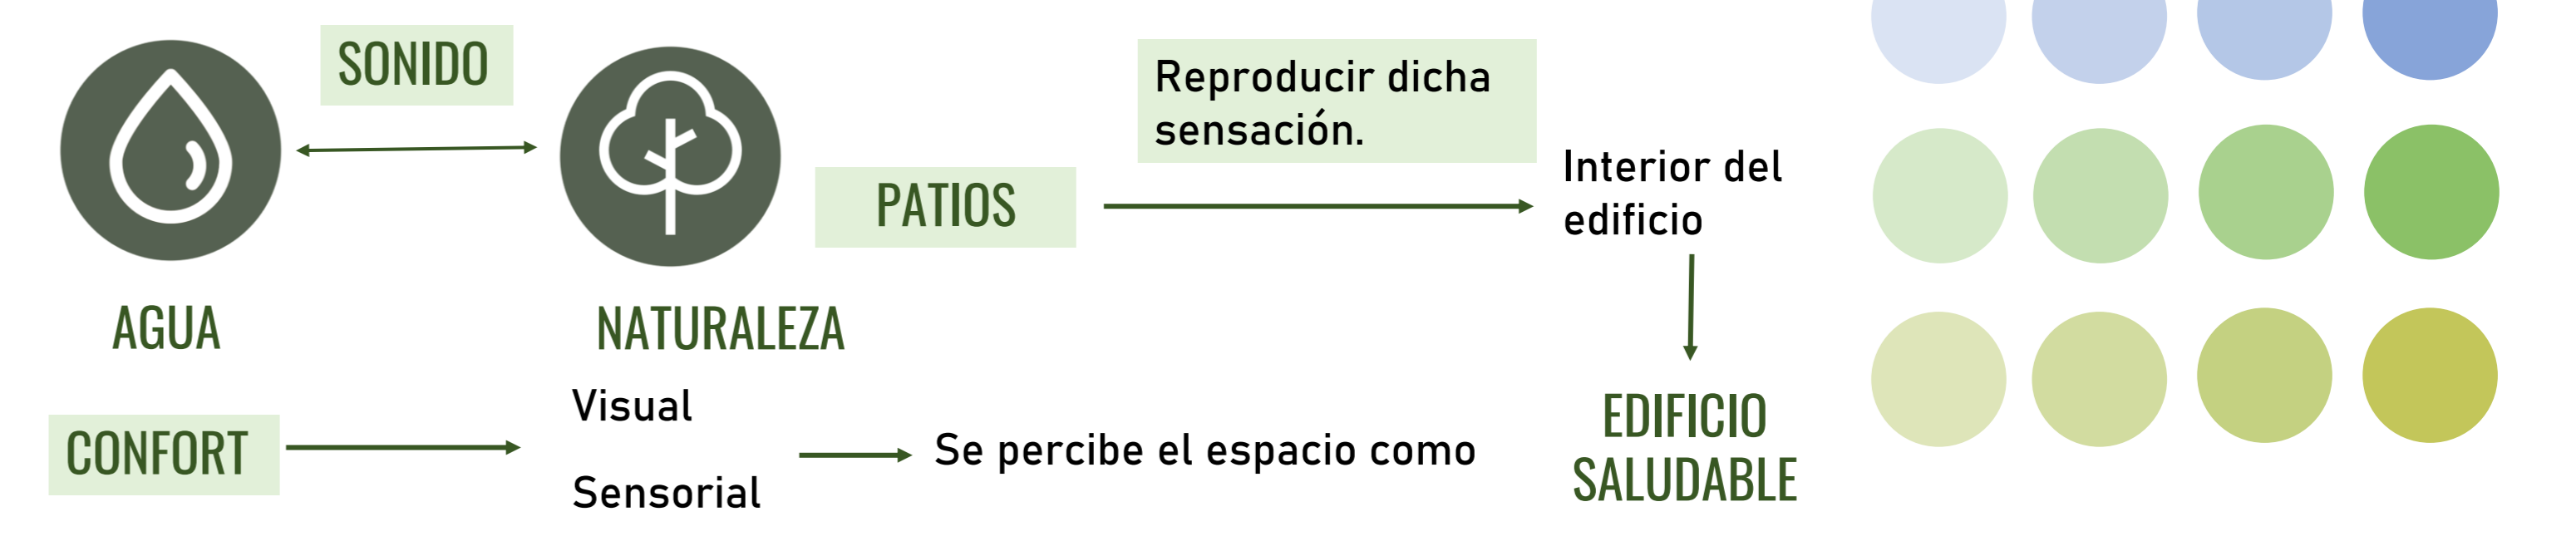 SONIDO
AGUA
NATURALEZA
PATIOS
Reproducir dicha
sensación.
Interior del
edificio
CONFORT
Visual
Sensorial
Se percibe el espacio como
EDIFICIO
SALUDABLE